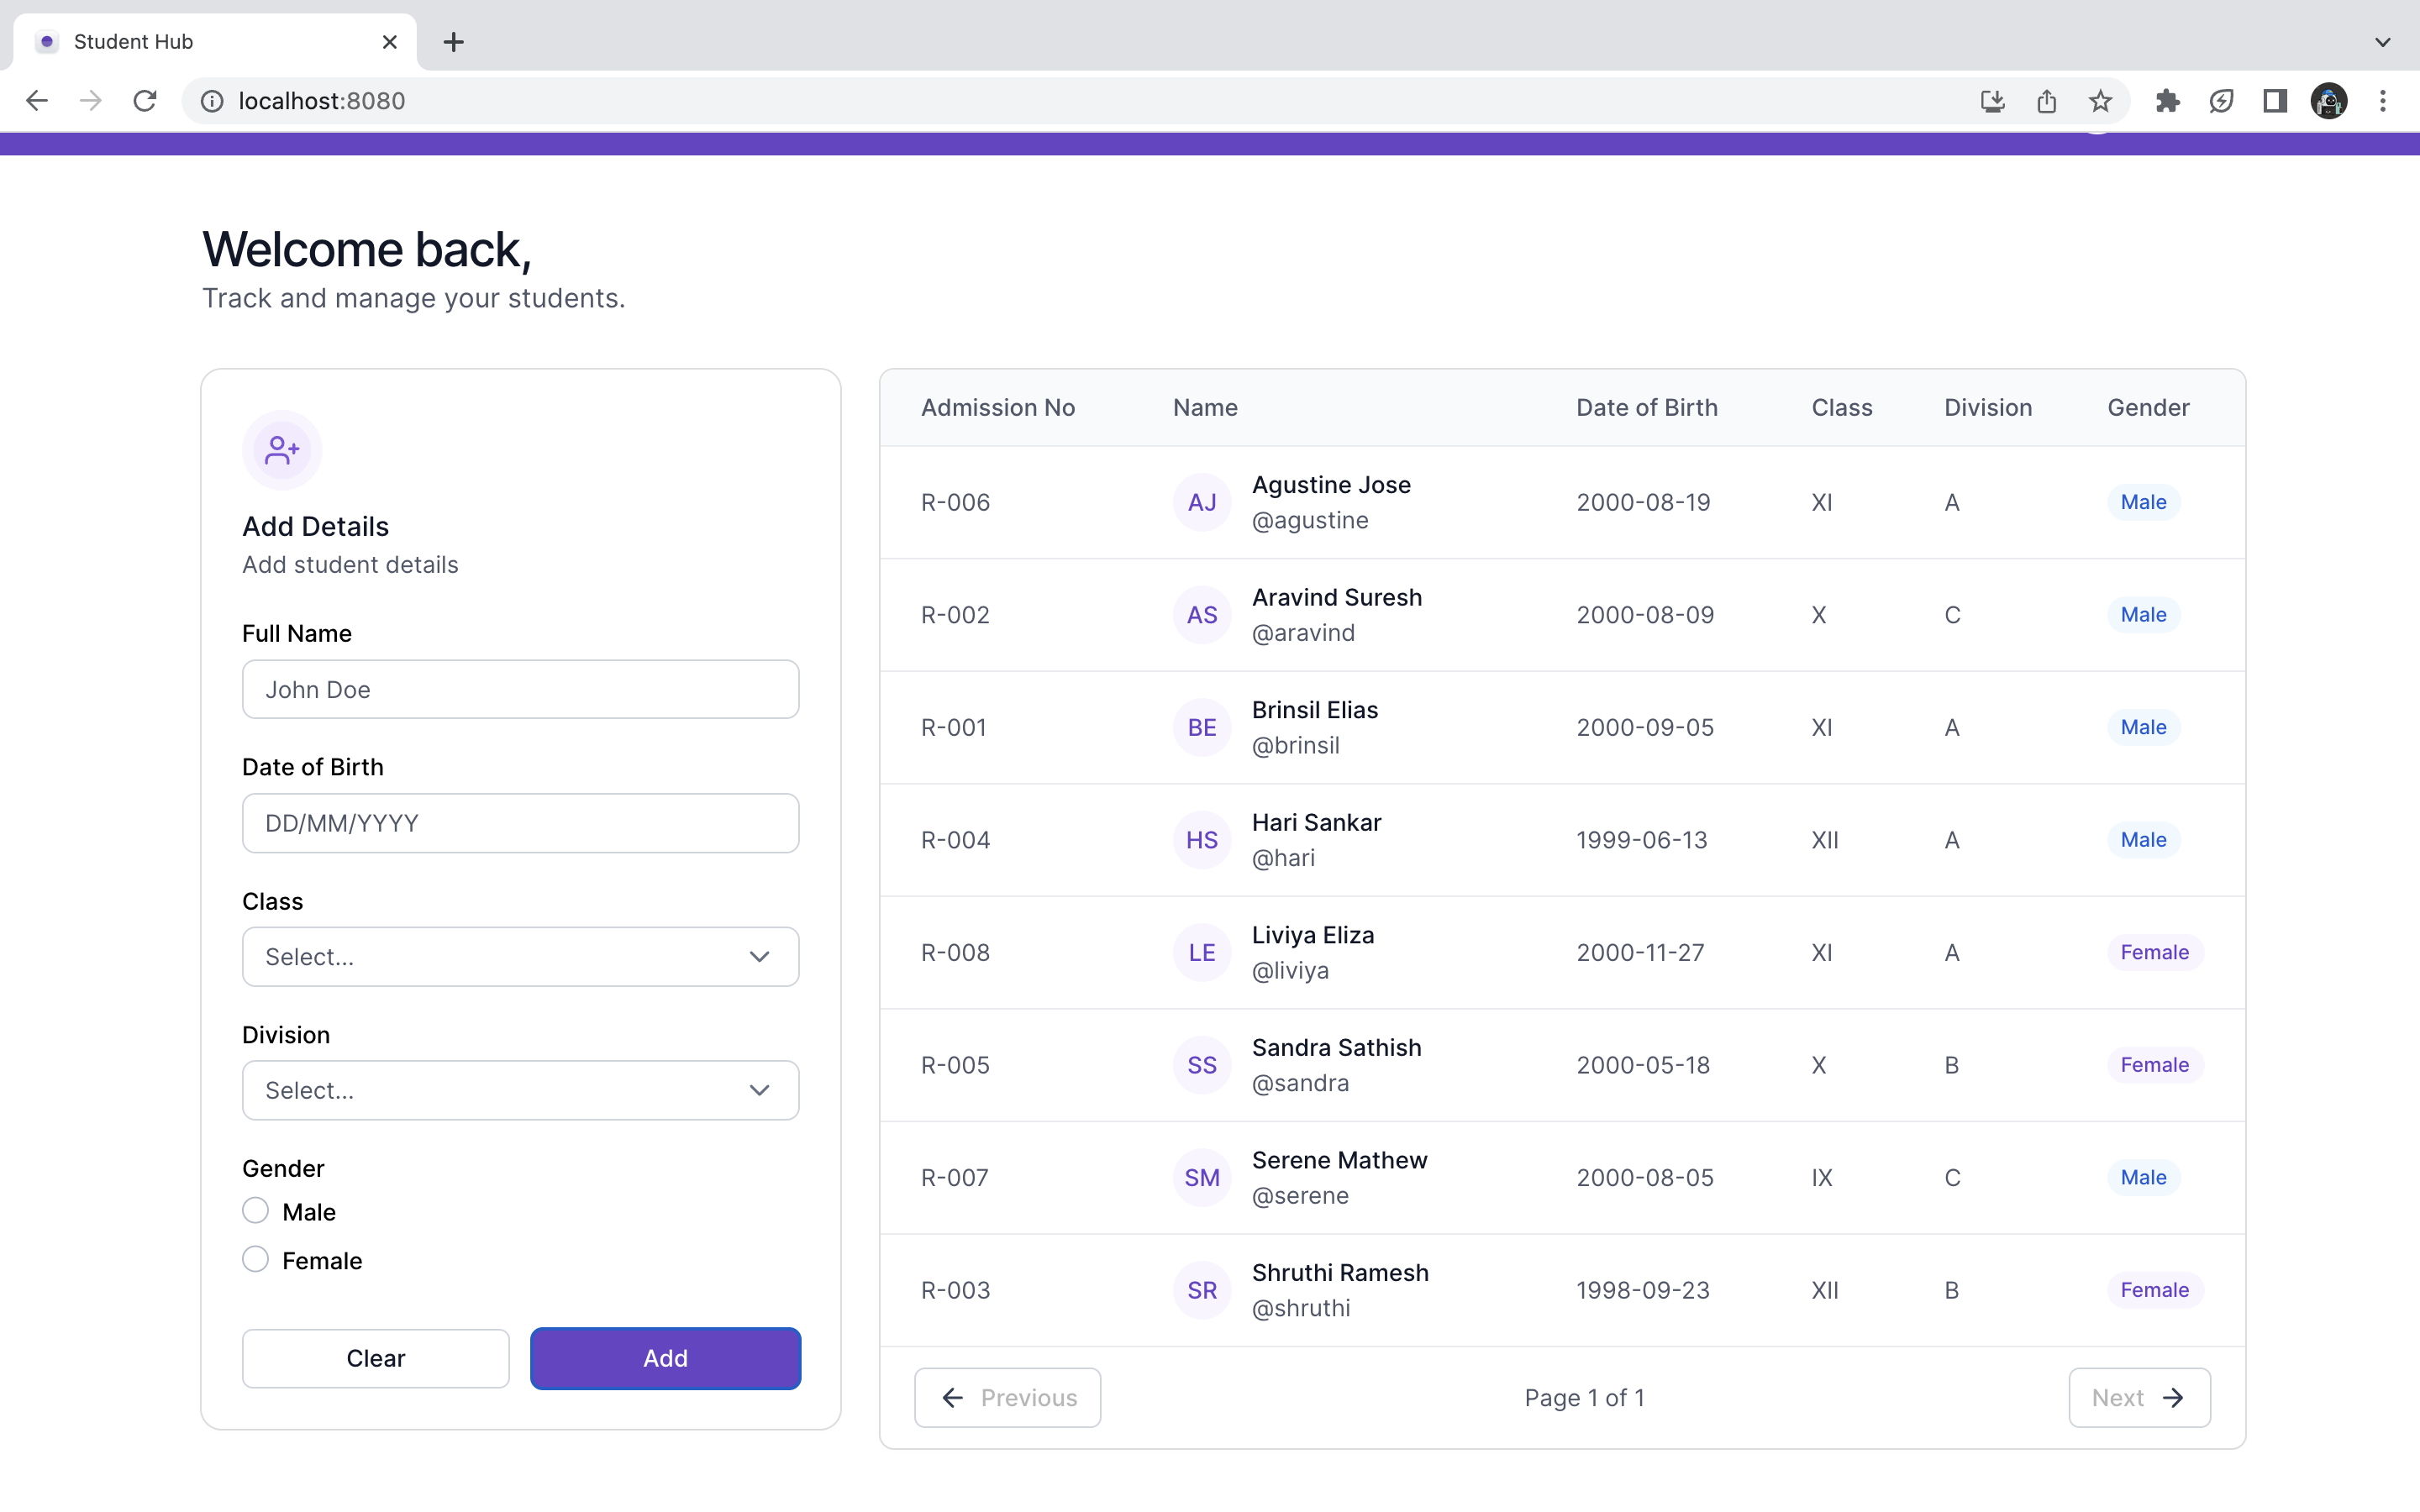 Student Hub
localhost:8080
Welcome back,
Track and manage your students.
Add Details
Add student details
Full Name
John Doe
Date of Birth
DD/MM/YYYY
Class
Select...
Division
Select...
Gender
Male
Female
Clear Add
Admission No Name Date of Birth Class Division Gender
R-006 AJ Agustine Jose @agustine 2000-08-19 XI A Male
R-002 AS Aravind Suresh @aravind 2000-08-09 X C Male
R-001 BE Brinsil Elias @brinsil 2000-09-05 XI A Male
R-004 HS Hari Sankar @hari 1999-06-13 XII A Male
R-008 LE Liviya Eliza @liviya 2000-11-27 XI A Female
R-005 SS Sandra Sathish @sandra 2000-05-18 X B Female
R-007 SM Serene Mathew @serene 2000-08-05 IX C Male
R-003 SR Shruthi Ramesh @shruthi 1998-09-23 XII B Female
Previous Page 1 of 1 Next